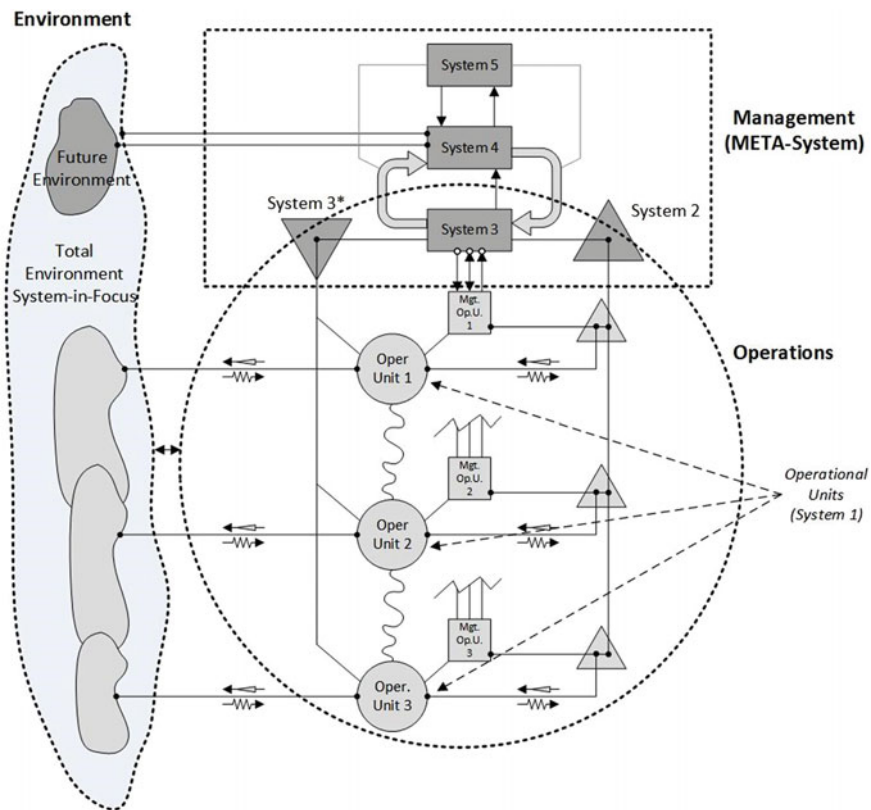 Environment
System 5
Management
(META-System)
System 4
Future
Environment
System 3*
System 3
System 2
Total
Environment
System-in-Focus
Mgt.
Op.U.
1
Operations
Oper
Unit 1
Mgt.
Op.U.
2
Operational
Units
(System 1)
Oper
Unit 2
Mgt.
Op.U.
3
Oper.
Unit 3